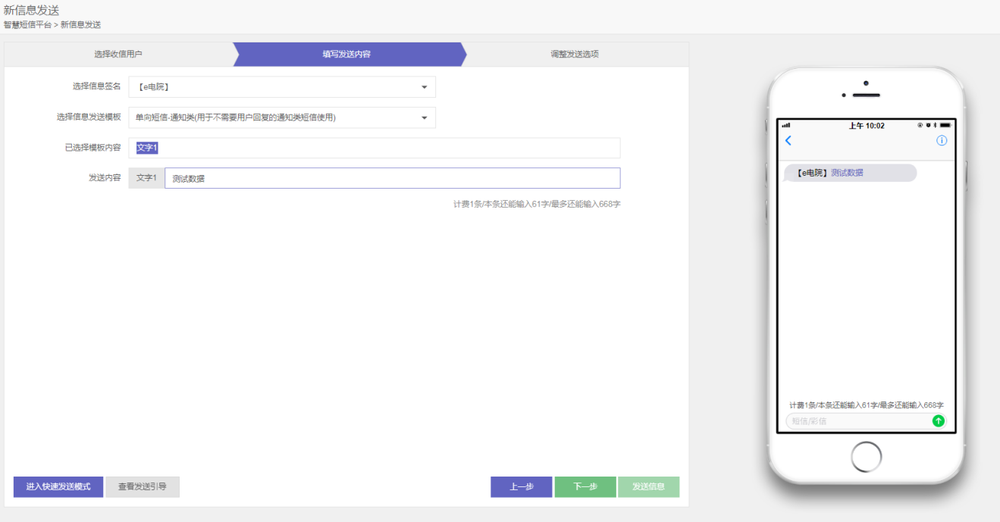 新信息发送
智慧短信平台 > 新信息发送
选择收信用户
填写发送内容
调整发送选项
选择信息签名
【e电院】
选择信息发送模板
单向短信-通知类(用于不需要用户回复的通知类短信使用)
已选择模板内容
文字1
发送内容
文字1
测试数据
计费1条/本条还能输入61字/最多还能输入668字
进入快速发送模式
查看发送引导
上一步
下一步
发送信息
上午 10:02
【e电院】测试数据
计费1条/本条还能输入61字/最多还能输入668字
短信/彩信